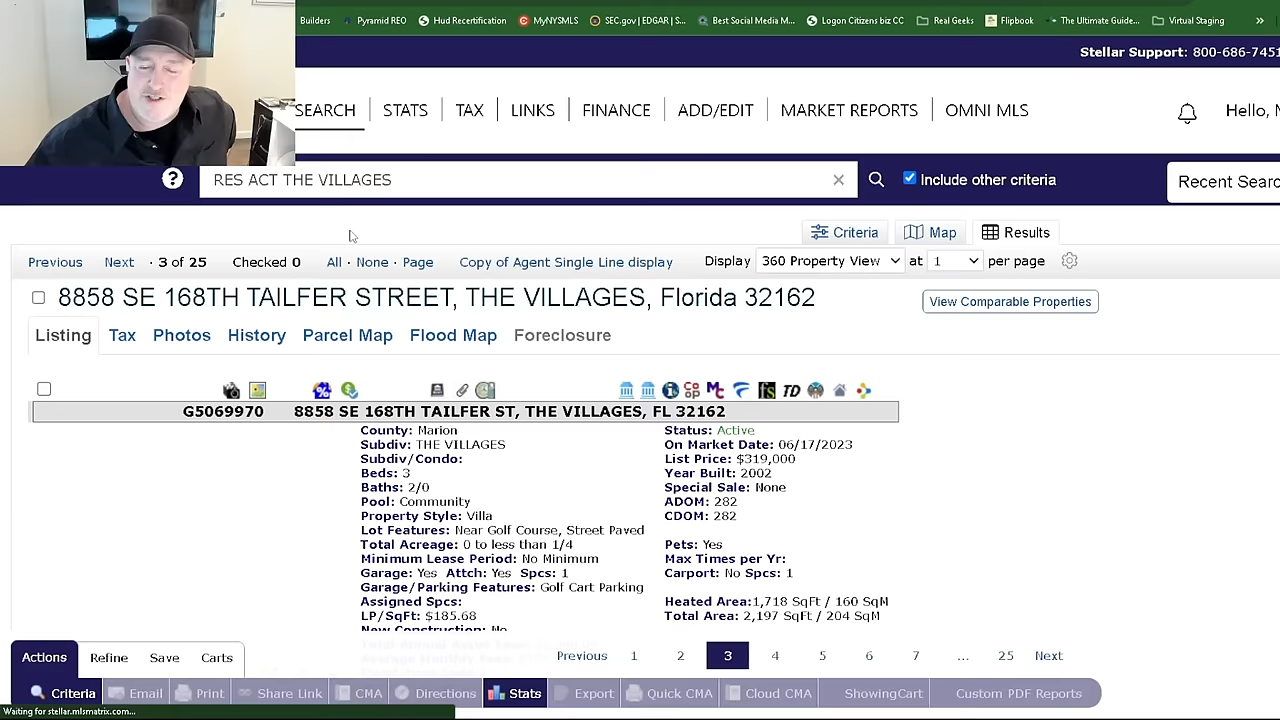 Builders Pyramid REO Hud Recertification MyNYSMLS SEC.gov | EDGAR | S... Best Social Media M... Logon Citizens biz CC Real Geeks Flipbook The Ultimate Guide... Virtual Staging »
Stellar Support: 800-686-7451
SEARCH STATS TAX LINKS FINANCE ADD/EDIT MARKET REPORTS OMNI MLS Hello,
? RES ACT THE VILLAGES Include other criteria Recent Searc
Criteria Map Results
Previous Next · 3 of 25 Checked 0 All · None · Page Copy of Agent Single Line display Display 360 Property View at 1 per page
8858 SE 168TH TAILFER STREET, THE VILLAGES, Florida 32162 View Comparable Properties
Listing Tax Photos History Parcel Map Flood Map Foreclosure
G5069970 8858 SE 168TH TAILFER ST, THE VILLAGES, FL 32162
County: Marion Status: Active
Subdiv: THE VILLAGES On Market Date: 06/17/2023
Subdiv/Condo: List Price: $319,000
Beds: 3 Year Built: 2002
Baths: 2/0 Special Sale: None
Pool: Community ADOM: 282
Property Style: Villa CDOM: 282
Lot Features: Near Golf Course, Street Paved
Total Acreage: 0 to less than 1/4 Pets: Yes
Minimum Lease Period: No Minimum Max Times per Yr:
Garage: Yes Attch: Yes Spcs: 1 Carport: No Spcs: 1
Garage/Parking Features: Golf Cart Parking
Assigned Spcs: Heated Area:1,718 SqFt / 160 SqM
LP/SqFt: $185.68 Total Area: 2,197 SqFt / 204 SqM
New Construction: No
Actions Refine Save Carts Previous 1 2 3 4 5 6 7 ... 25 Next
Criteria Email Print Share Link CMA Directions Stats Export Quick CMA Cloud CMA ShowingCart Custom PDF Reports
Waiting for stellar.mlsmatrix.com...